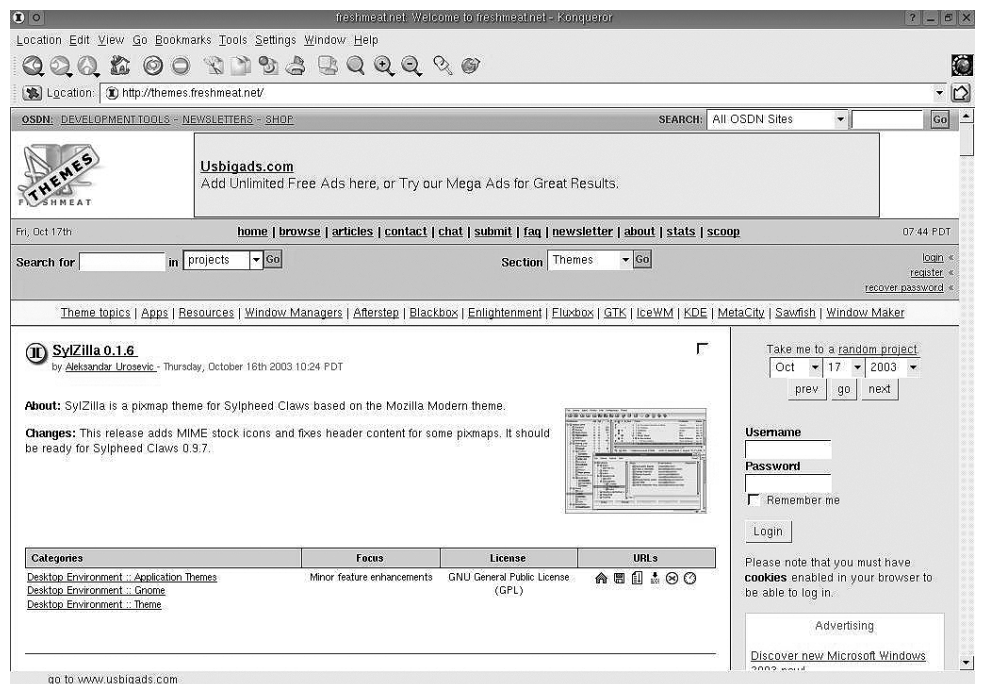 freshmeat.net: Welcome to freshmeat.net - Konqueror
Location Edit View Go Bookmarks Tools Settings Window Help
Location: http://themes.freshmeat.net/
OSDN: DEVELOPMENT TOOLS - NEWSLETTERS - SHOP SEARCH: All OSDN Sites Go
THEMES
FRESHMEAT
Usbigads.com
Add Unlimited Free Ads here, or Try our Mega Ads for Great Results.
Fri, Oct 17th home | browse | articles | contact | chat | submit | faq | newsletter | about | stats | scoop 07 44 PDT
Search for in projects Go Section Themes Go
login «
register «
recover password «
Theme topics | Apps | Resources | Window Managers | Afterstep | Blackbox | Enlightenment | Fluxbox | GTK | IceWM | KDE | MetaCity | Sawfish | Window Maker
SylZilla 0.1.6
by Aleksandar Urosevic - Thursday, October 16th 2003 10:24 PDT
About: SylZilla is a pixmap theme for Sylpheed Claws based on the Mozilla Modern theme.
Changes: This release adds MIME stock icons and fixes header content for some pixmaps. It should
be ready for Sylpheed Claws 0.9.7.
Categories Focus License URLs
Desktop Environment :: Application Themes Minor feature enhancements GNU General Public License
Desktop Environment :: Gnome (GPL)
Desktop Environment :: Theme
Take me to a random project
Oct 17 2003
prev go next
Username
Password
Remember me
Login
Please note that you must have
cookies enabled in your browser to
be able to log in.
Advertising
Discover new Microsoft Windows
2003 now!
go to www.usbigads.com